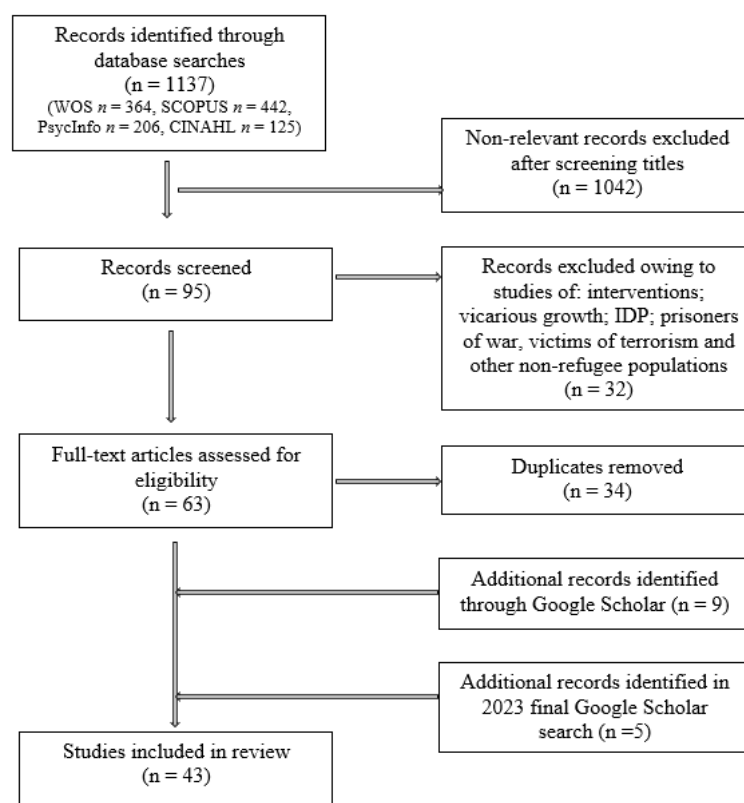 Records identified through
database searches
(n = 1137)
(WOS n = 364, SCOPUS n = 442,
PsycInfo n = 206, CINAHL n = 125)
Non-relevant records excluded
after screening titles
(n = 1042)
Records screened
(n = 95)
Records excluded owing to
studies of: interventions;
vicarious growth; IDP; prisoners
of war, victims of terrorism and
other non-refugee populations
(n = 32)
Full-text articles assessed for
eligibility
(n = 63)
Duplicates removed
(n = 34)
Additional records identified
through Google Scholar (n = 9)
Additional records identified in
2023 final Google Scholar
search (n =5)
Studies included in review
(n = 43)